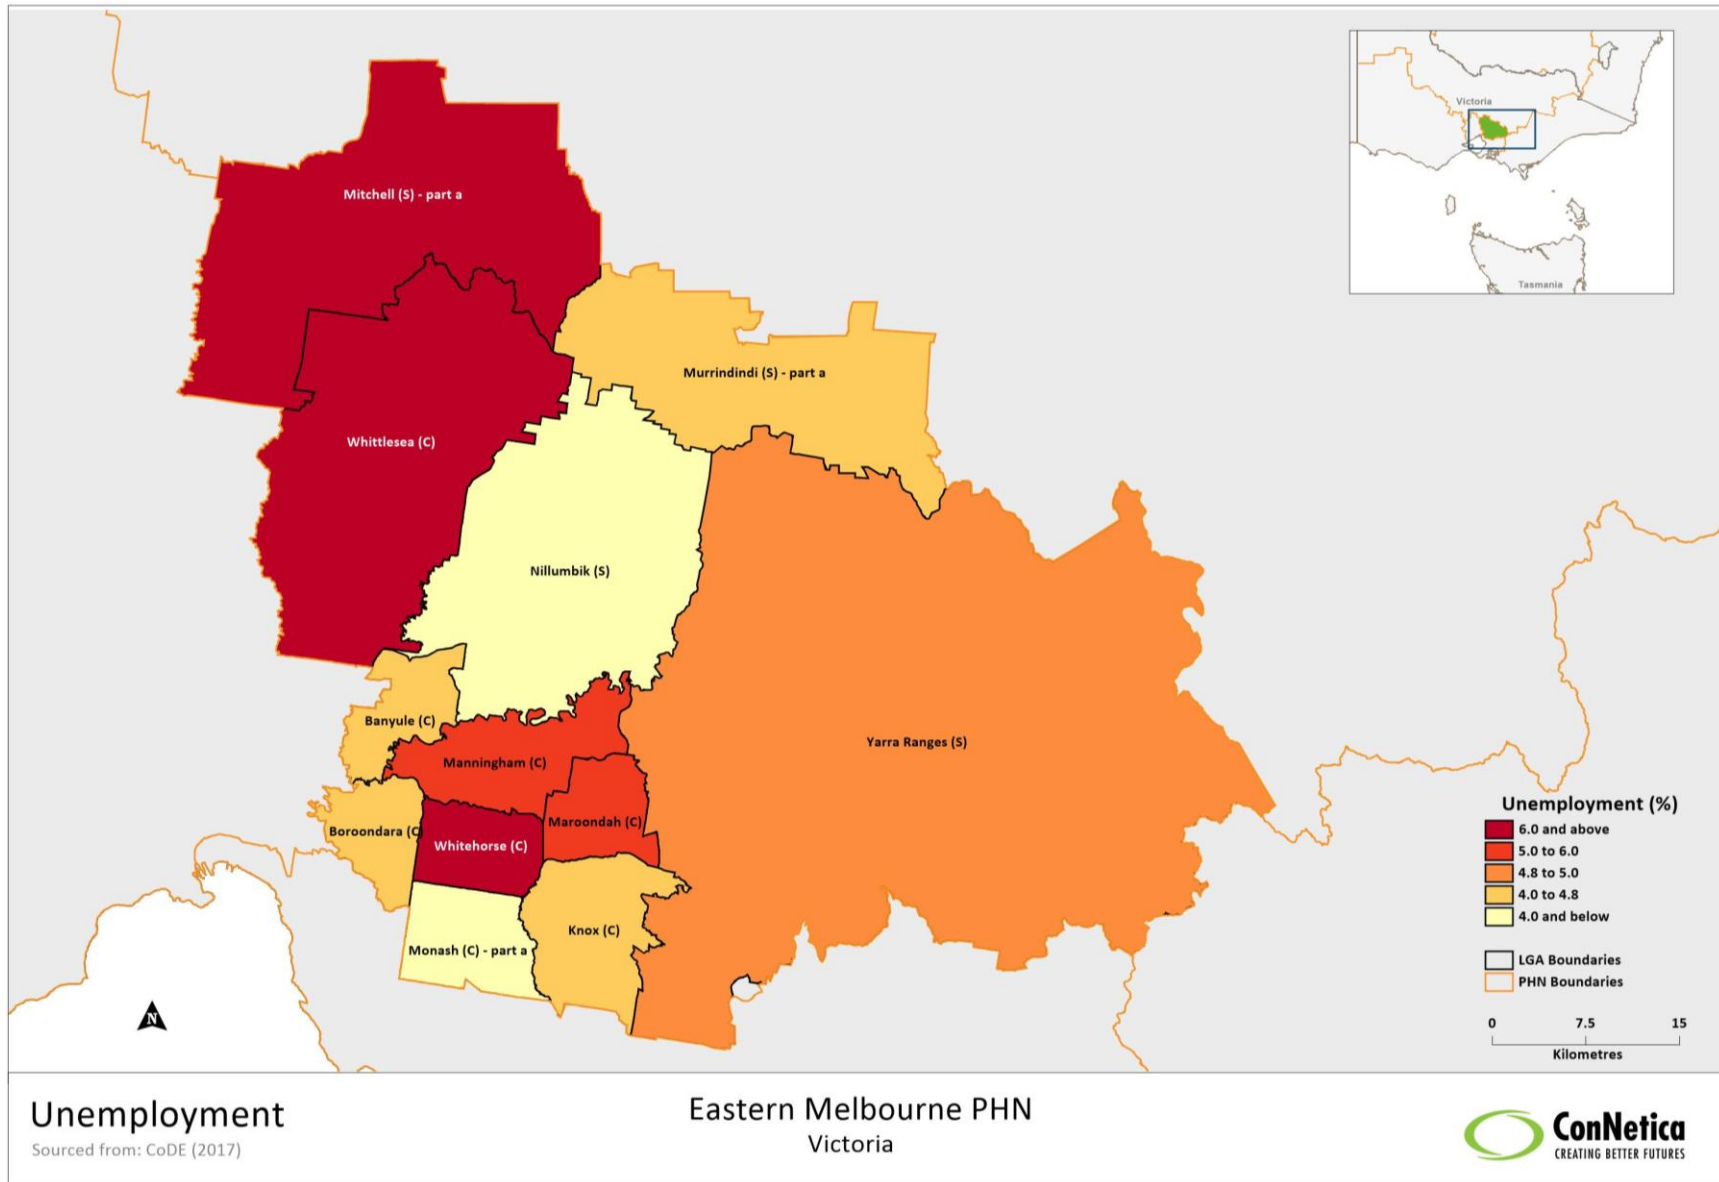 Victoria
Tasmania
Mitchell (S) - part a
Murrindindi (S) - part a
Whittlesea (C)
Nillumbik (S)
Banyule (C)
Yarra Ranges (S)
Manningham (C)
Boroondara (C
Maroondah (C)
Whitehorse (C)
Knox (C)
Monash (C) - part a
Unemployment (%)
6.0 and above
5.0 to 6.0
4.8 to 5.0
4.0 to 4.8
4.0 and below
LGA Boundaries
PHN Boundaries
0 7.5 15
Kilometres
N
Unemployment
Sourced from: CoDE (2017)
Eastern Melbourne PHN
Victoria
ConNetica
CREATING BETTER FUTURES